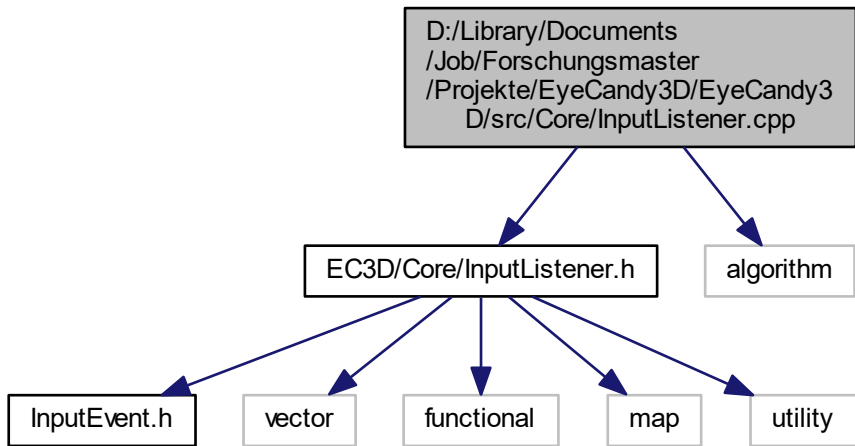 D:/Library/Documents
/Job/Forschungsmaster
/Projekte/EyeCandy3D/EyeCandy3
D/src/Core/InputListener.cpp
EC3D/Core/InputListener.h
algorithm
InputEvent.h
vector
functional
map
utility